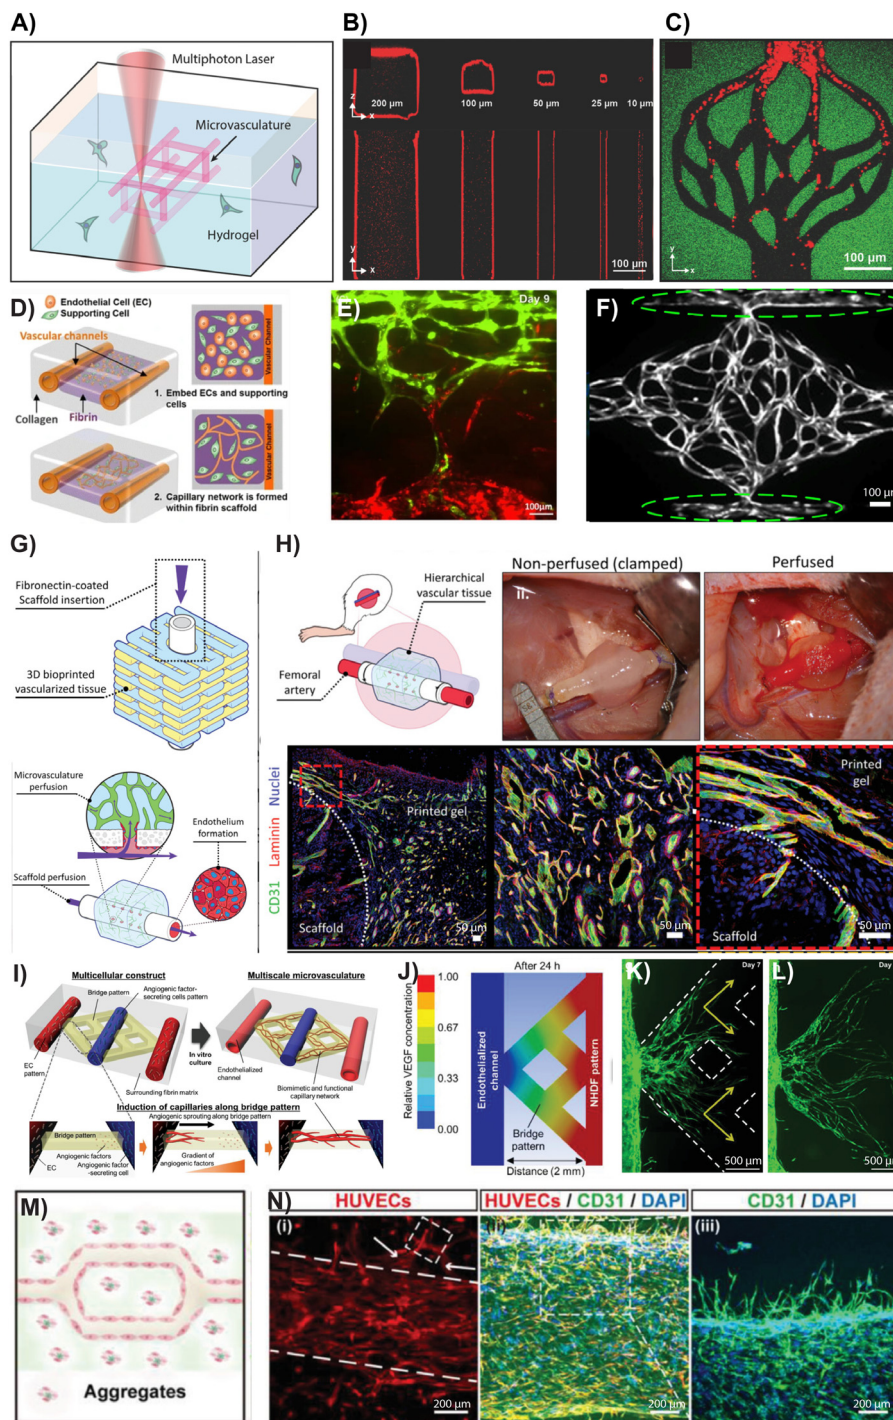 A)
Multiphoton Laser
Microvasculature
Hydrogel
B)
z
x
200 µm
100 µm
50 µm
25 µm
10 µm
y
x
100 µm
C)
y
x
100 µm
D)
Endothelial Cell (EC)
Supporting Cell
Vascular channels
Collagen
Fibrin
Vascular Channel
1. Embed ECs and supporting
cells
Vascular Channel
2. Capillary network is formed
within fibrin scaffold
E)
Day 9
100µm
F)
100 µm
G)
Fibronectin-coated
Scaffold insertion
3D bioprinted
vascularized tissue
Microvasculature
perfusion
Endothelium
formation
Scaffold perfusion
H)
Hierarchical
vascular tissue
Femoral
artery
Non-perfused (clamped)
ii.
Perfused
CD31 Laminin Nuclei
Printed gel
Scaffold
50 µm
50 µm
Printed
gel
Scaffold
50 µm
I)
Multicellular construct
Bridge pattern
Angiogenic factor-
secreting cells pattern
EC
pattern
Surrounding fibrin matrix
In vitro
culture
Multiscale microvasculature
Endothelialized
channel
Biomimetic and functional
capillary network
Induction of capillaries along bridge pattern
Angiogenic sprouting along bridge pattern
Bridge pattern
Angiogenic factors
EC
Angiogenic factor-
secreting cell
Gradient of
angiogenic factors
J)
After 24 h
Relative VEGF concentration
1.00
0.67
0.33
0.00
Endothelialized channel
NHDF pattern
Bridge
pattern
Distance (2 mm)
K)
Day 7
500 µm
L)
Day
500 µm
M)
Aggregates
N)
HUVECs
(i)
200 µm
HUVECs / CD31 / DAPI
200 µm
CD31 / DAPI
(iii)
200 µm